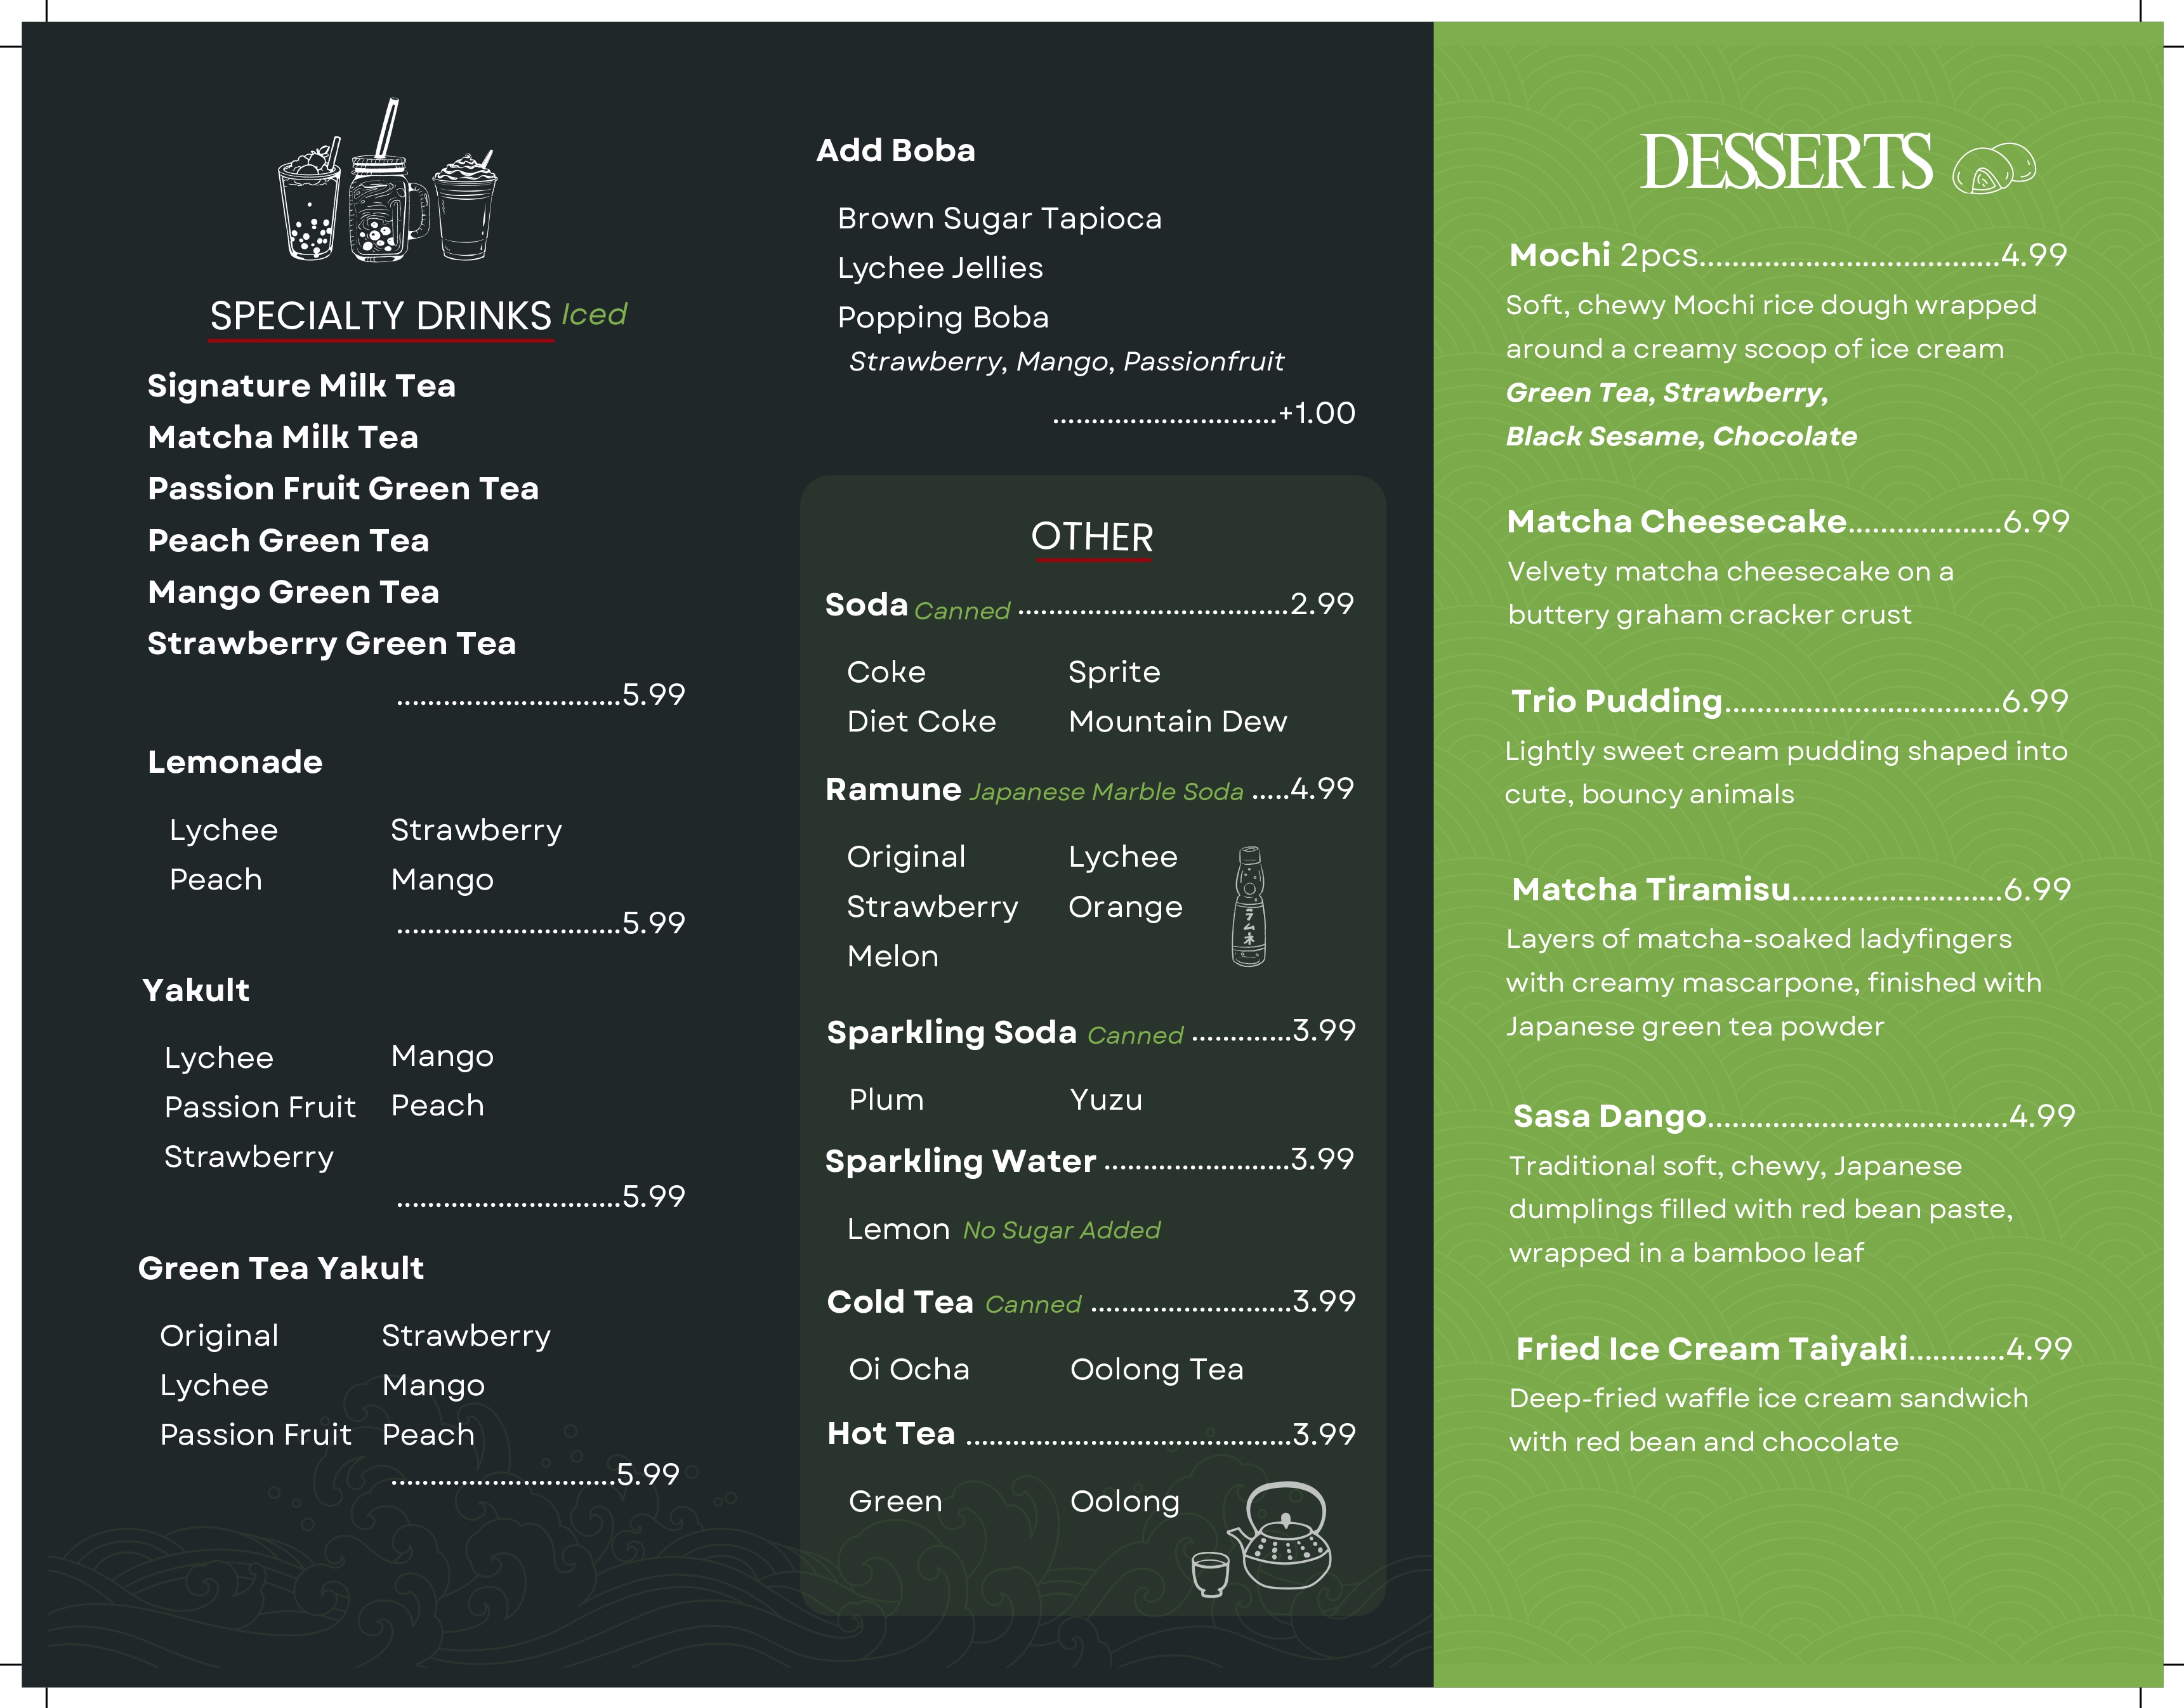 SPECIALTY DRINKS Iced
Signature Milk Tea
Matcha Milk Tea
Passion Fruit Green Tea
Peach Green Tea
Mango Green Tea
Strawberry Green Tea
.............................5.99
Lemonade
Lychee Strawberry
Peach Mango
.............................5.99
Yakult
Lychee Mango
Passion Fruit Peach
Strawberry
.............................5.99
Green Tea Yakult
Original Strawberry
Lychee Mango
Passion Fruit Peach
.............................5.99
Add Boba
Brown Sugar Tapioca
Lychee Jellies
Popping Boba
Strawberry, Mango, Passionfruit
.............................+1.00
OTHER
Soda Canned ...................................2.99
Coke Sprite
Diet Coke Mountain Dew
Ramune Japanese Marble Soda .....4.99
Original Lychee
Strawberry Orange
Melon
ラムネ
Sparkling Soda Canned .............3.99
Plum Yuzu
Sparkling Water ........................3.99
Lemon No Sugar Added
Cold Tea Canned ..........................3.99
Oi Ocha Oolong Tea
Hot Tea ..........................................3.99
Green Oolong
DESSERTS
Mochi 2pcs.....................................4.99
Soft, chewy Mochi rice dough wrapped
around a creamy scoop of ice cream
Green Tea, Strawberry,
Black Sesame, Chocolate
Matcha Cheesecake...................6.99
Velvety matcha cheesecake on a
buttery graham cracker crust
Trio Pudding..................................6.99
Lightly sweet cream pudding shaped into
cute, bouncy animals
Matcha Tiramisu..........................6.99
Layers of matcha-soaked ladyfingers
with creamy mascarpone, finished with
Japanese green tea powder
Sasa Dango.....................................4.99
Traditional soft, chewy, Japanese
dumplings filled with red bean paste,
wrapped in a bamboo leaf
Fried Ice Cream Taiyaki............4.99
Deep-fried waffle ice cream sandwich
with red bean and chocolate